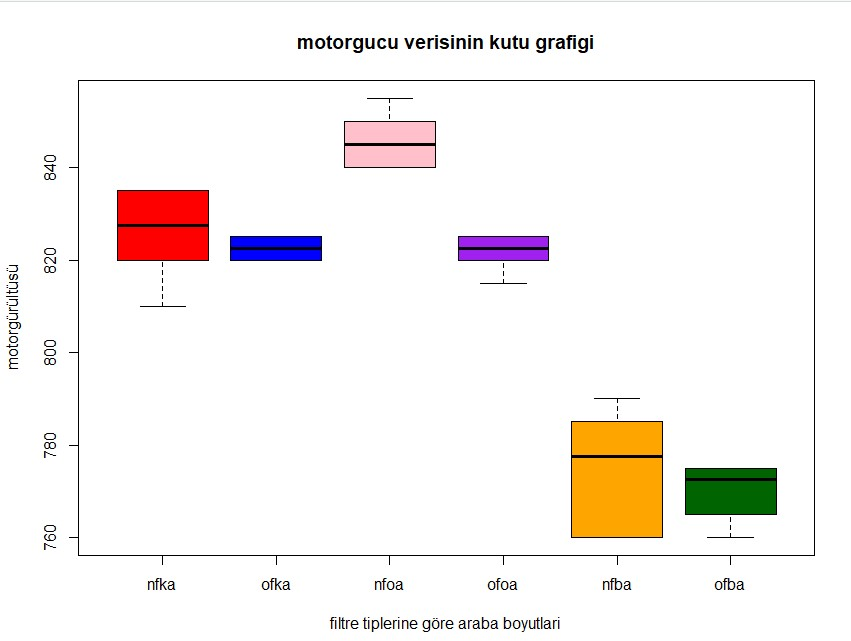 motorgucu verisinin kutu grafigi
motorgürültüsü
840
820
800
780
760
nfka ofka nfoa ofoa nfba ofba
filtre tiplerine göre araba boyutlari